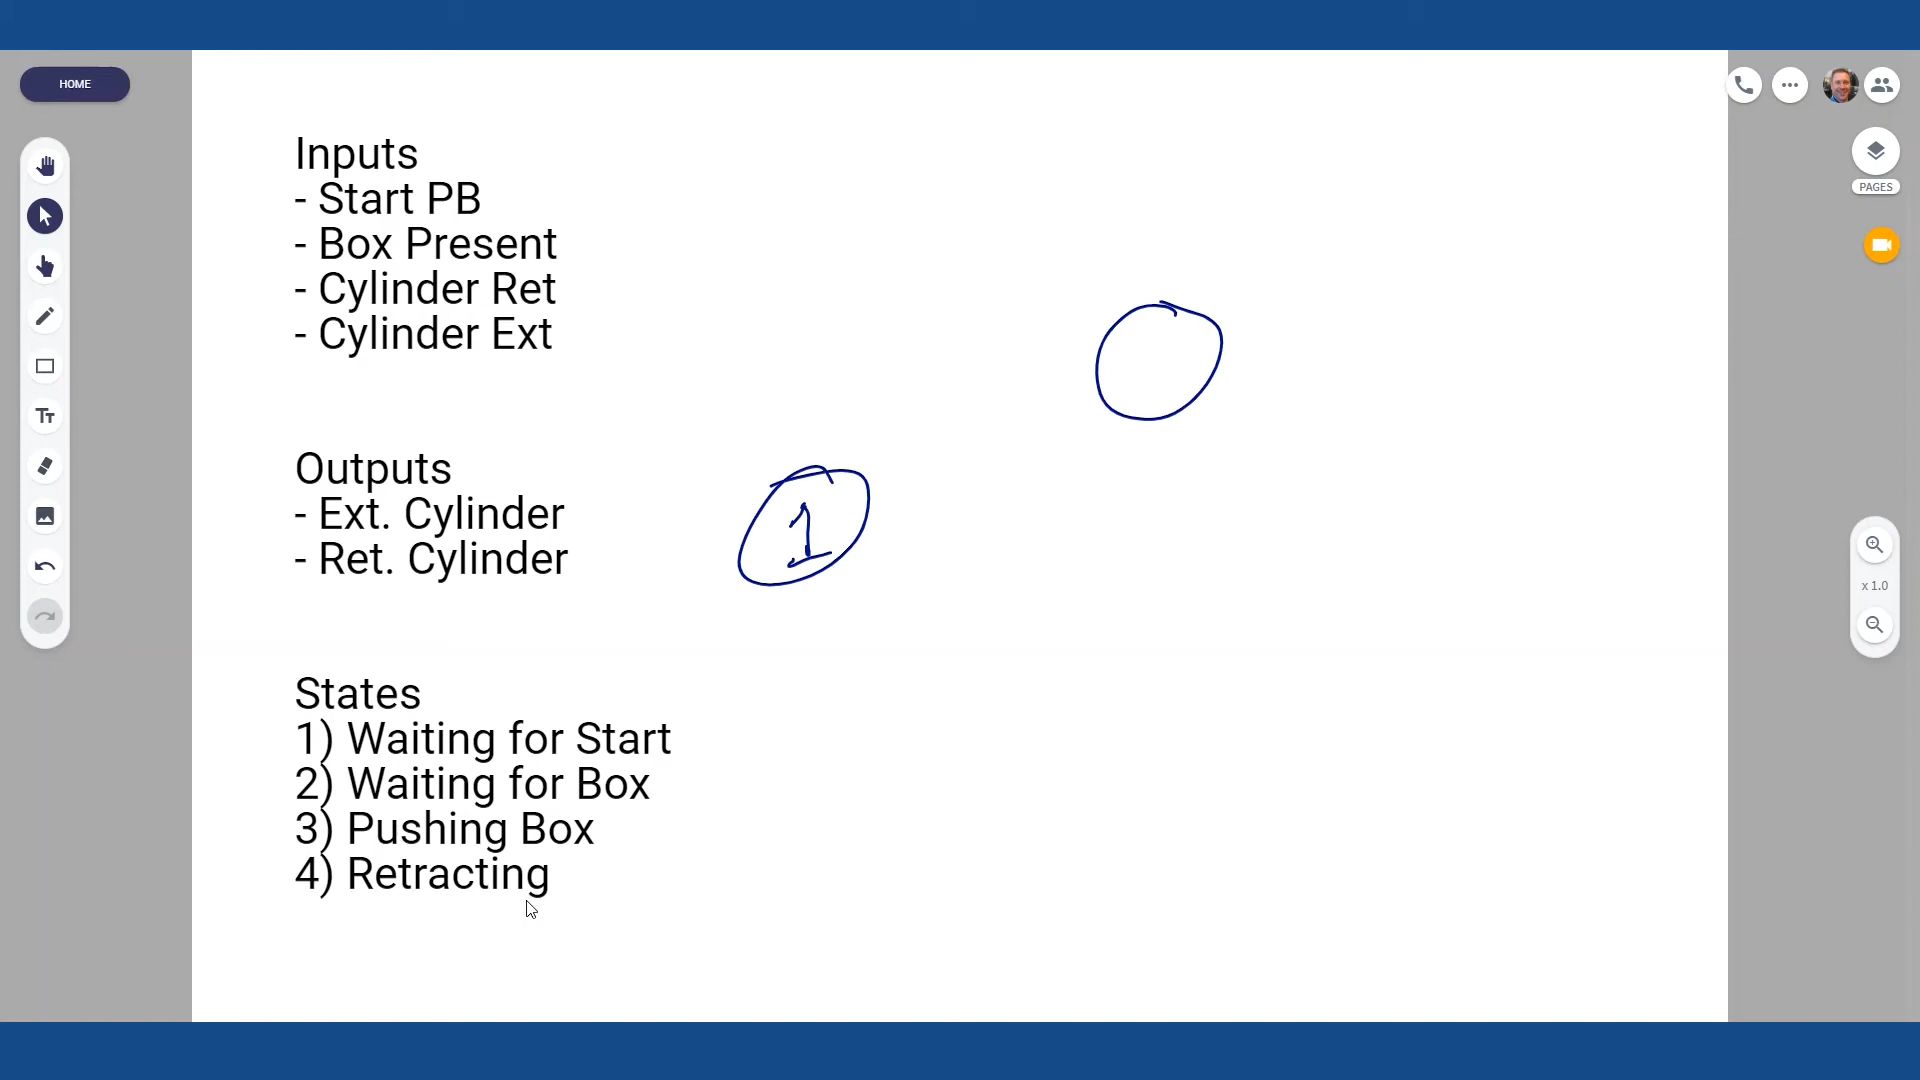 HOME
Inputs
- Start PB
- Box Present
- Cylinder Ret
- Cylinder Ext
Outputs
- Ext. Cylinder
- Ret. Cylinder
1
States
1) Waiting for Start
2) Waiting for Box
3) Pushing Box
4) Retracting
Tт
PAGES
x 1.0